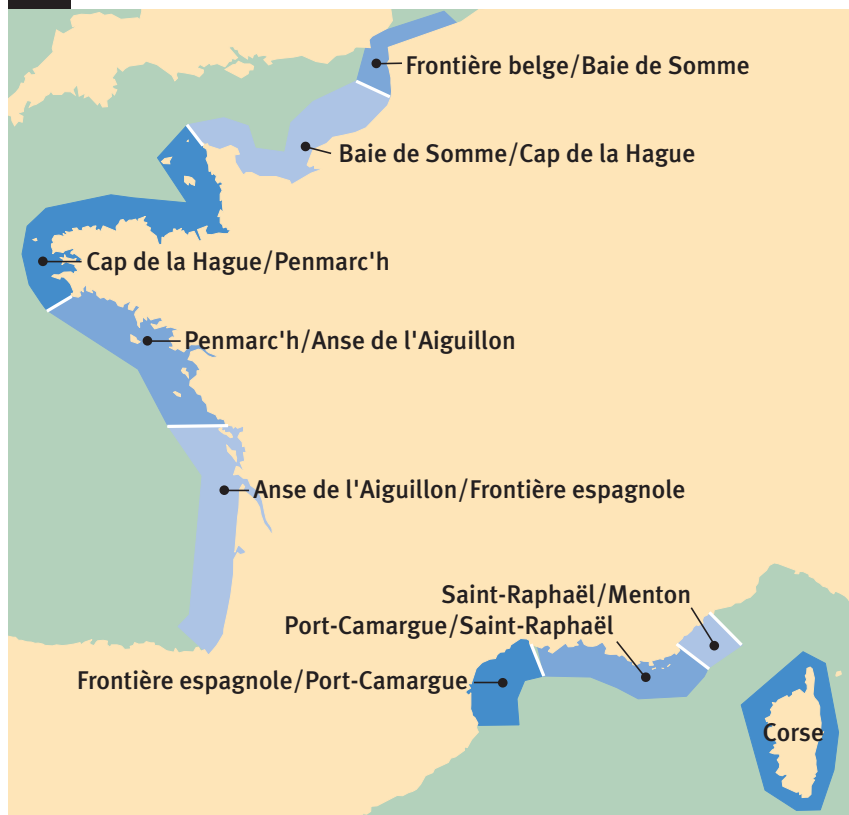 Frontière belge/Baie de Somme
Baie de Somme/Cap de la Hague
Cap de la Hague/Penmarc'h
Penmarc'h/Anse de l'Aiguillon
Anse de l'Aiguillon/Frontière espagnole
Saint-Raphaël/Menton
Port-Camargue/Saint-Raphaël
Frontière espagnole/Port-Camargue
Corse